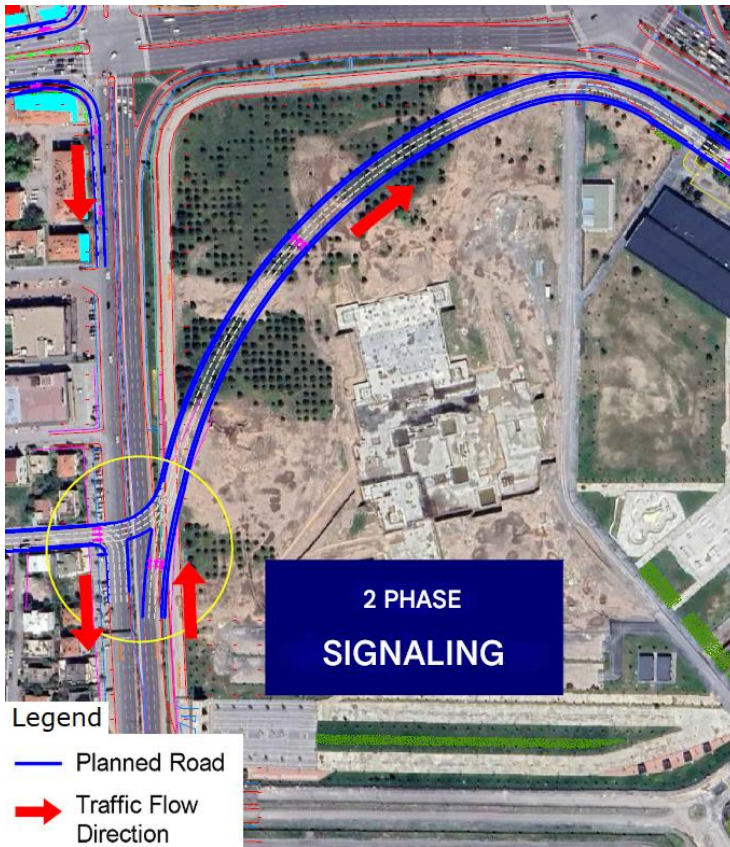 2 PHASE
SIGNALING
Legend
Planned Road
Traffic Flow
Direction